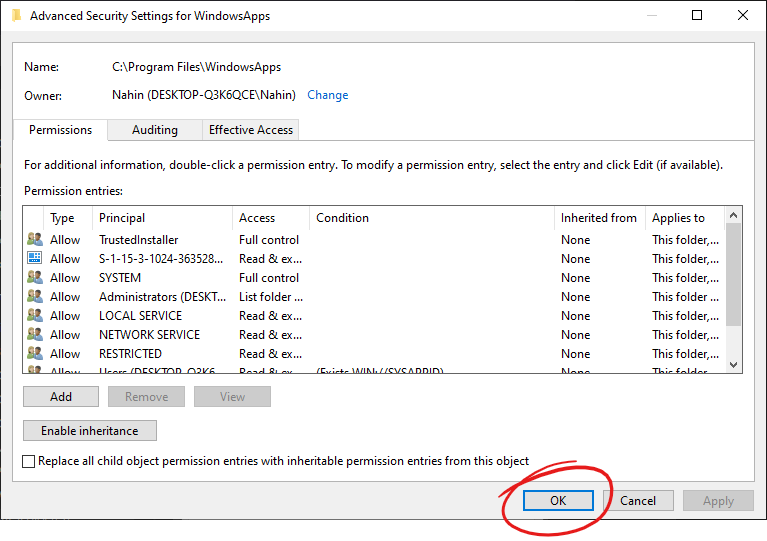 Advanced Security Settings for WindowsApps
Name: C:\Program Files\WindowsApps
Owner: Nahin (DESKTOP-Q3K6QCE\Nahin) Change
Permissions Auditing Effective Access
For additional information, double-click a permission entry. To modify a permission entry, select the entry and click Edit (if available).
Permission entries:
Type Principal Access Condition Inherited from Applies to
Allow TrustedInstaller Full control None This folder,...
Allow S-1-15-3-1024-363528... Read & ex... None This folder,...
Allow SYSTEM Full control None This folder,...
Allow Administrators (DESKT... List folder ... None This folder,...
Allow LOCAL SERVICE Read & ex... None This folder,...
Allow NETWORK SERVICE Read & ex... None This folder,...
Allow RESTRICTED Read & ex... None This folder,...
Allow Users (DESKTOP-Q3K6... Read & ex... (Exists WIN://SYSAPPID) None This folder...
Add Remove View
Enable inheritance
Replace all child object permission entries with inheritable permission entries from this object
OK Cancel Apply